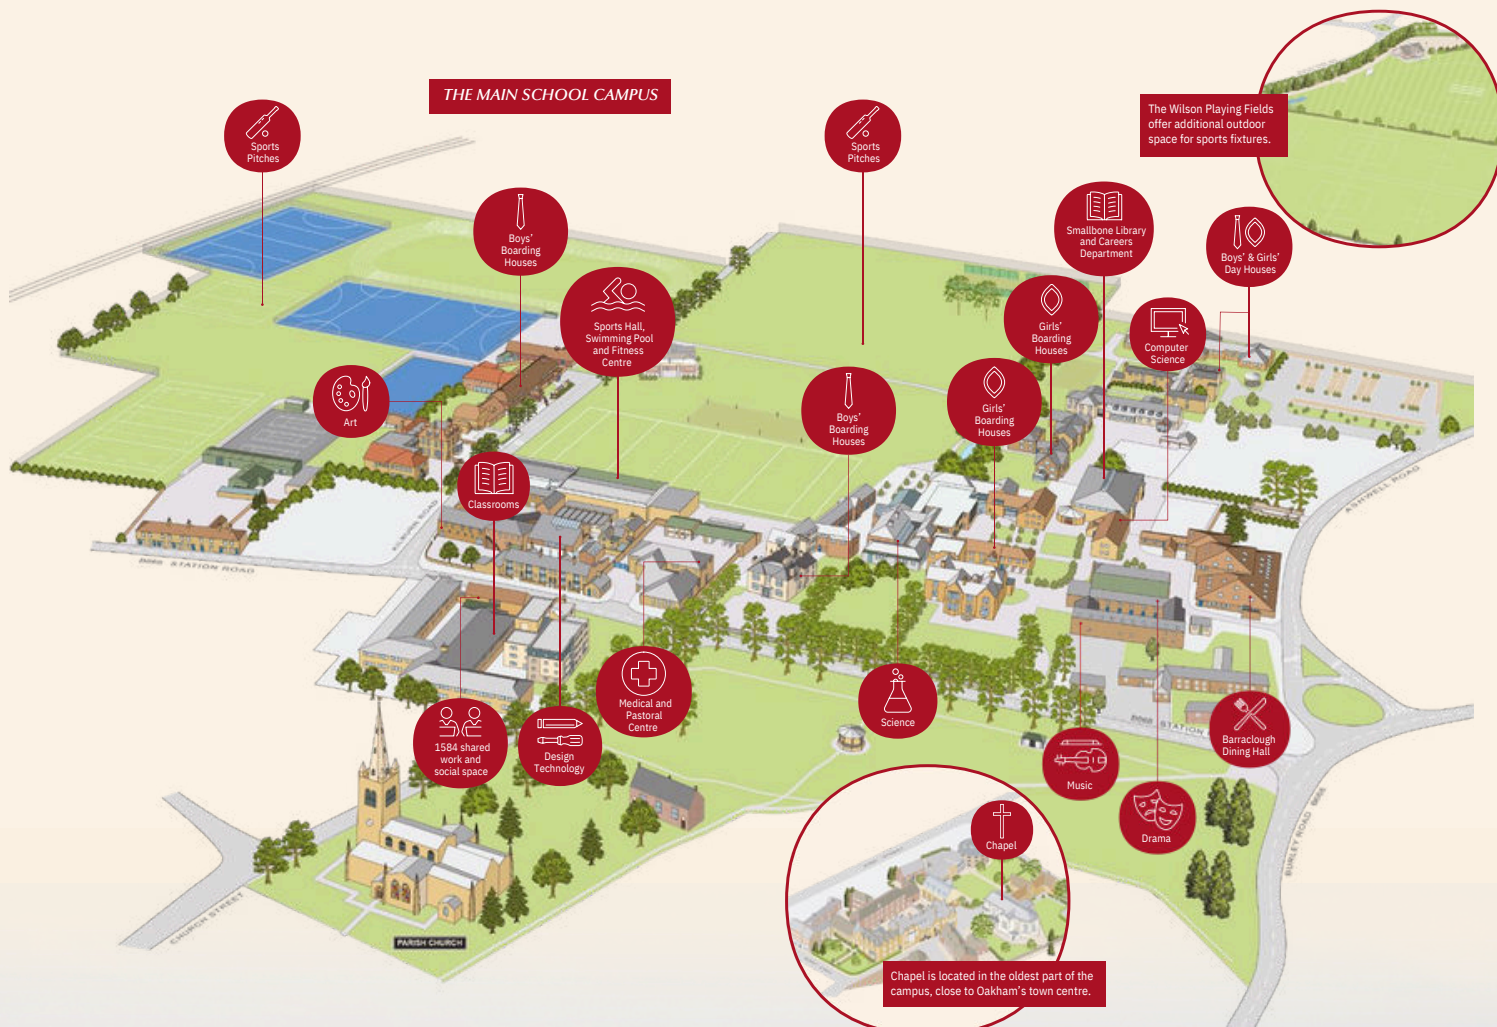 THE MAIN SCHOOL CAMPUS
The Wilson Playing Fields
offer additional outdoor
space for sports fixtures.
Sports
Pitches
Sports
Pitches
Boys'
Boarding
Houses
Smallbone Library
and Careers
Department
Boys' & Girls'
Day Houses
Sports Hall,
Swimming Pool
and Fitness
Centre
Girls'
Boarding
Houses
Computer
Science
Art
Boys'
Boarding
Houses
Girls'
Boarding
Houses
Classrooms
ASHWELL ROAD
KILBURN ROAD
STATION ROAD
1584 shared
work and
social space
Design
Technology
Medical and
Pastoral
Centre
Science
STATION
Music
Barraclough
Dining Hall
Drama
BURLEY ROAD
CHURCH STREET
PARISH CHURCH
Chapel
Chapel is located in the oldest part of the
campus, close to Oakham's town centre.